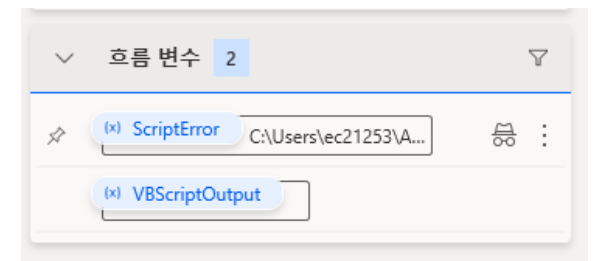 흐름 변수 2
(x) ScriptError C:\Users\ec21253\A...
(x) VBScriptOutput